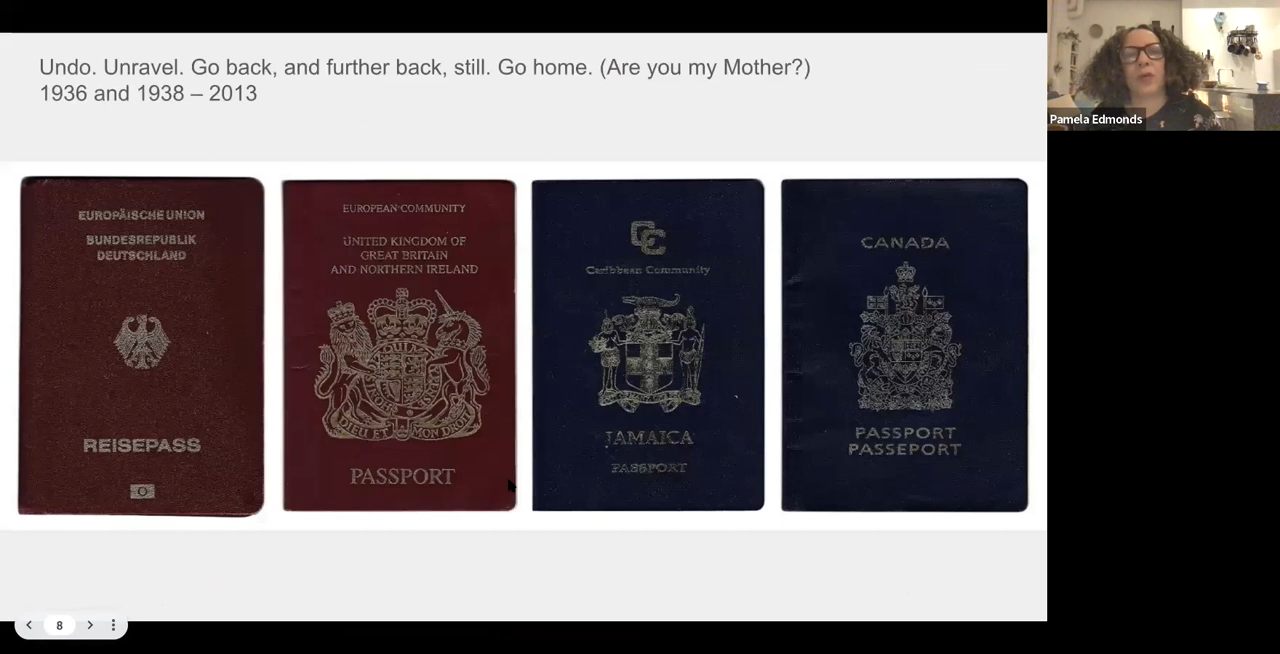 Undo. Unravel. Go back, and further back, still. Go home. (Are you my Mother?)
1936 and 1938 – 2013
Pamela Edmonds
EUROPÄISCHE UNION
BUNDESREPUBLIK
DEUTSCHLAND
REISEPASS
EUROPEAN COMMUNITY
UNITED KINGDOM OF
GREAT BRITAIN
AND NORTHERN IRELAND
DIEU ET MON DROIT
PASSPORT
CC
Caribbean Community
JAMAICA
PASSPORT
CANADA
PASSPORT
PASSEPORT
8